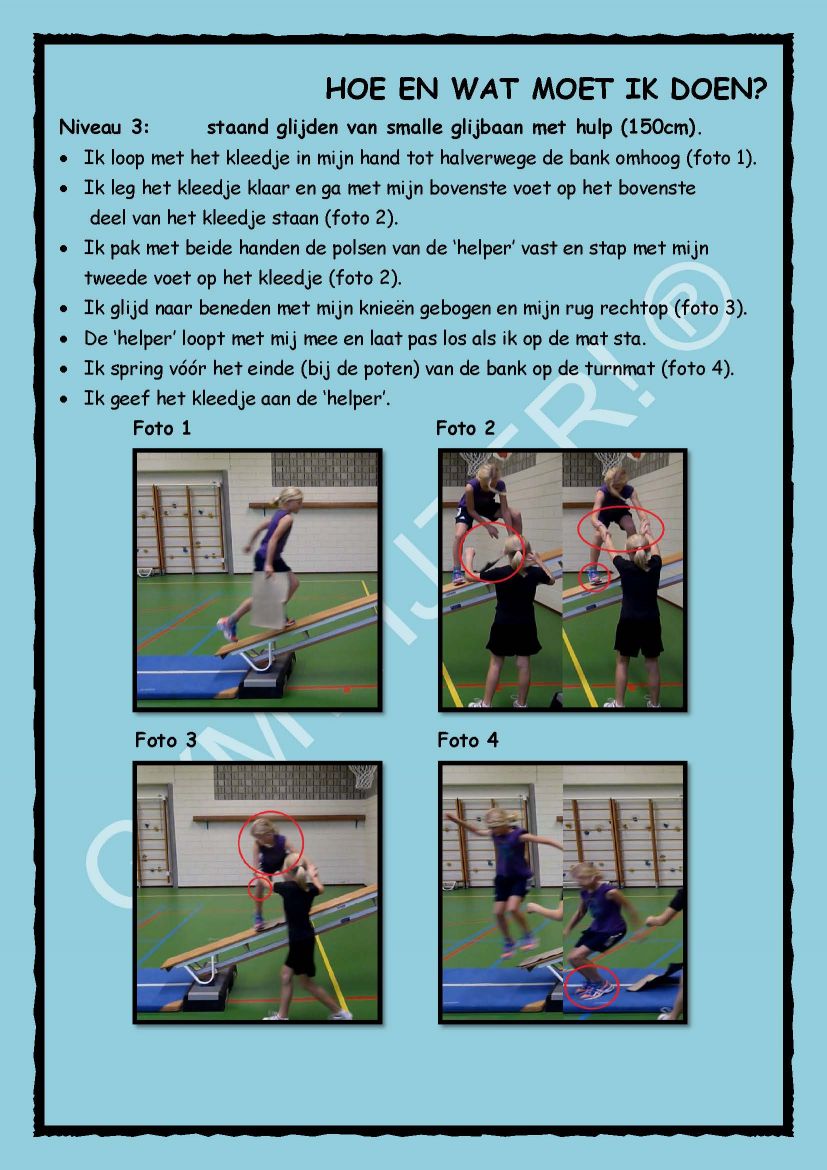 HOE EN WAT MOET IK DOEN?
Niveau 3: staand glijden van smalle glijbaan met hulp (150cm).
• Ik loop met het kleedje in mijn hand tot halverwege de bank omhoog (foto 1).
• Ik leg het kleedje klaar en ga met mijn bovenste voet op het bovenste
deel van het kleedje staan (foto 2).
• Ik pak met beide handen de polsen van de ‘helper’ vast en stap met mijn
tweede voet op het kleedje (foto 2).
• Ik glijd naar beneden met mijn knieën gebogen en mijn rug rechtop (foto 3).
• De ‘helper’ loopt met mij mee en laat pas los als ik op de mat sta.
• Ik spring vóór het einde (bij de poten) van de bank op de turnmat (foto 4).
• Ik geef het kleedje aan de ‘helper’.
Foto 1 Foto 2
Foto 3 Foto 4